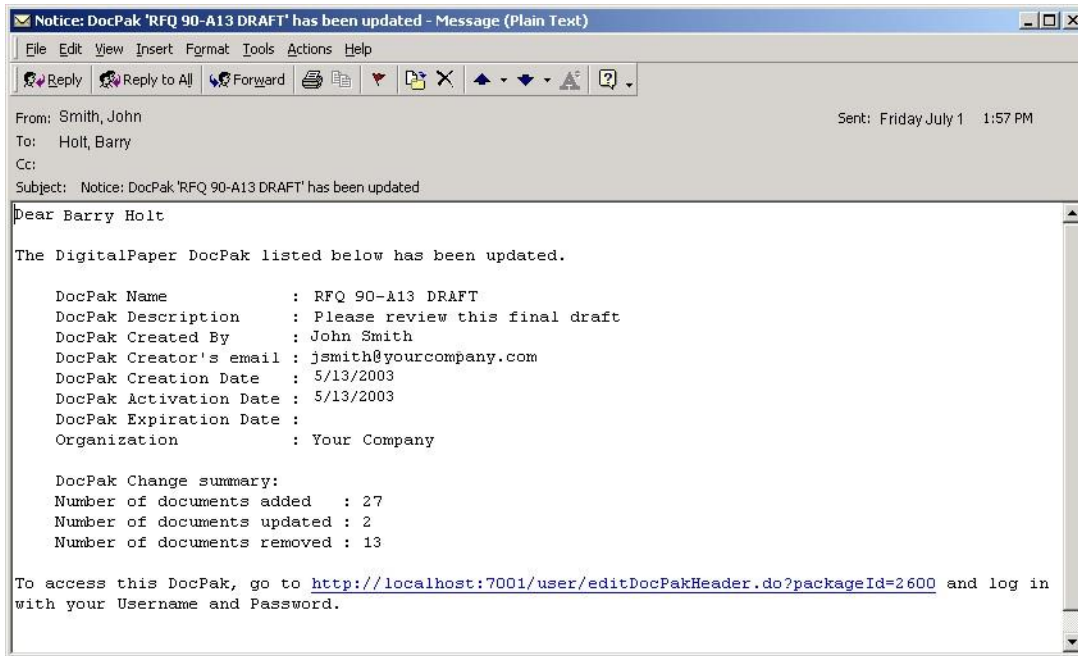 Notice: DocPak 'RFQ 90-A13 DRAFT' has been updated - Message (Plain Text)
File Edit View Insert Format Tools Actions Help
Reply Reply to All Forward
From: Smith, John Sent: Friday July 1 1:57 PM
To: Holt, Barry
Cc:
Subject: Notice: DocPak 'RFQ 90-A13 DRAFT' has been updated
Dear Barry Holt
The DigitalPaper DocPak listed below has been updated.
DocPak Name : RFQ 90-A13 DRAFT
DocPak Description : Please review this final draft
DocPak Created By : John Smith
DocPak Creator's email : jsmith@yourcompany.com
DocPak Creation Date : 5/13/2003
DocPak Activation Date : 5/13/2003
DocPak Expiration Date :
Organization : Your Company
DocPak Change summary:
Number of documents added : 27
Number of documents updated : 2
Number of documents removed : 13
To access this DocPak, go to http://localhost:7001/user/editDocPakHeader.do?packageId=2600 and log in
with your Username and Password.